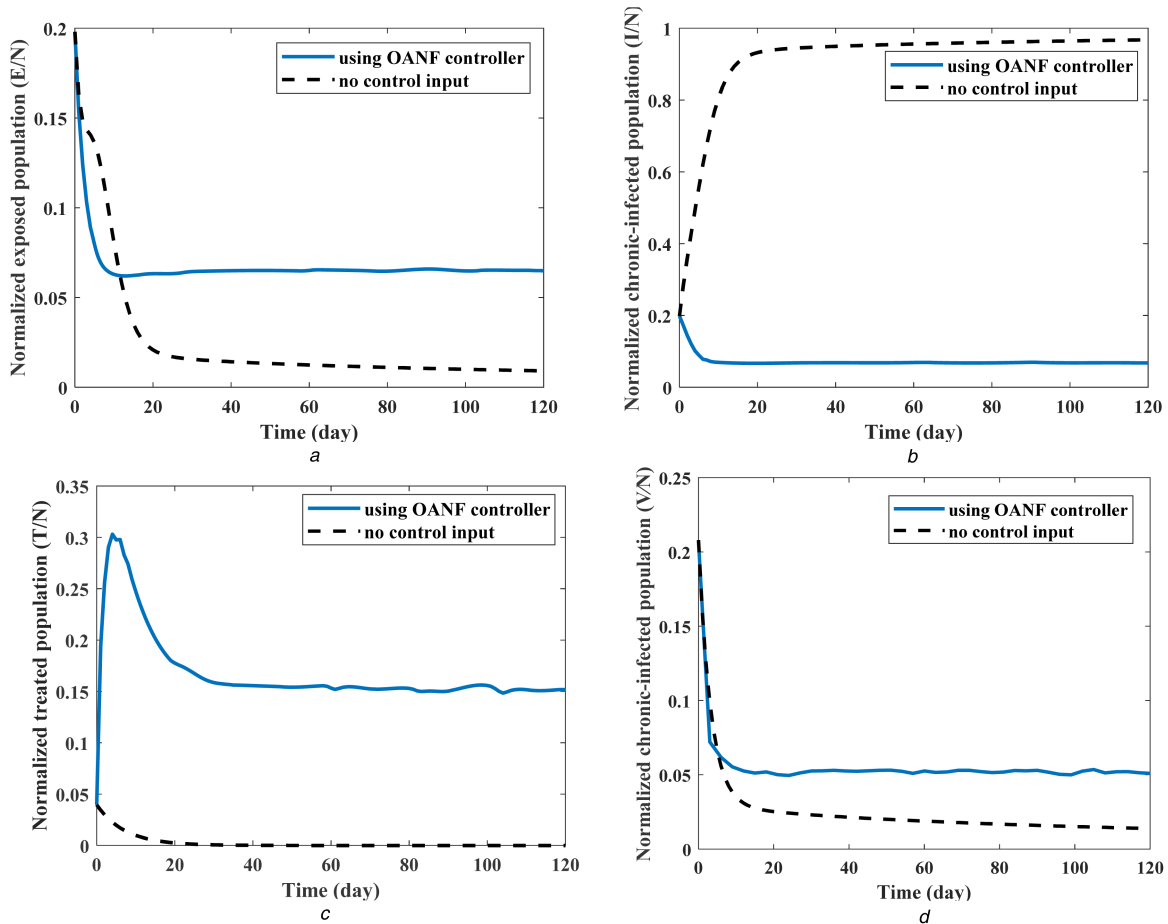 Normalized exposed population (E/N)
0.2
0.15
0.1
0.05
0
using OANF controller
no control input
0 20 40 60 80 100 120
Time (day)
a
Normalized chronic-infected population (I/N)
1
0.8
0.6
0.4
0.2
0
using OANF controller
no control input
0 20 40 60 80 100 120
Time (day)
b
Normalized treated population (T/N)
0.35
0.3
0.25
0.2
0.15
0.1
0.05
0
using OANF controller
no control input
0 20 40 60 80 100 120
Time (day)
c
Normalized chronic-infected population (V/N)
0.25
0.2
0.15
0.1
0.05
0
using OANF controller
no control input
0 20 40 60 80 100 120
Time (day)
d